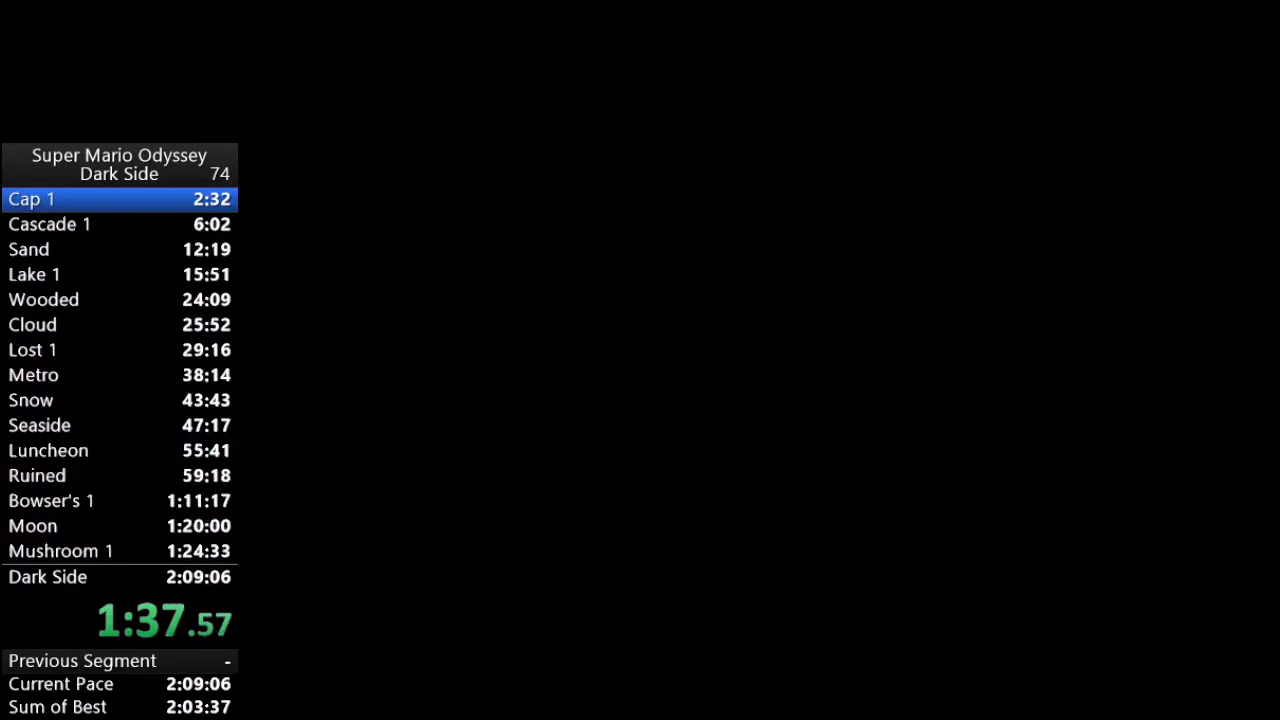 Super Mario Odyssey
Dark Side 74
Cap 1 2:32
Cascade 1 6:02
Sand 12:19
Lake 1 15:51
Wooded 24:09
Cloud 25:52
Lost 1 29:16
Metro 38:14
Snow 43:43
Seaside 47:17
Luncheon 55:41
Ruined 59:18
Bowser's 1 1:11:17
Moon 1:20:00
Mushroom 1 1:24:33
Dark Side 2:09:06
1:37.57
Previous Segment -
Current Pace 2:09:06
Sum of Best 2:03:37